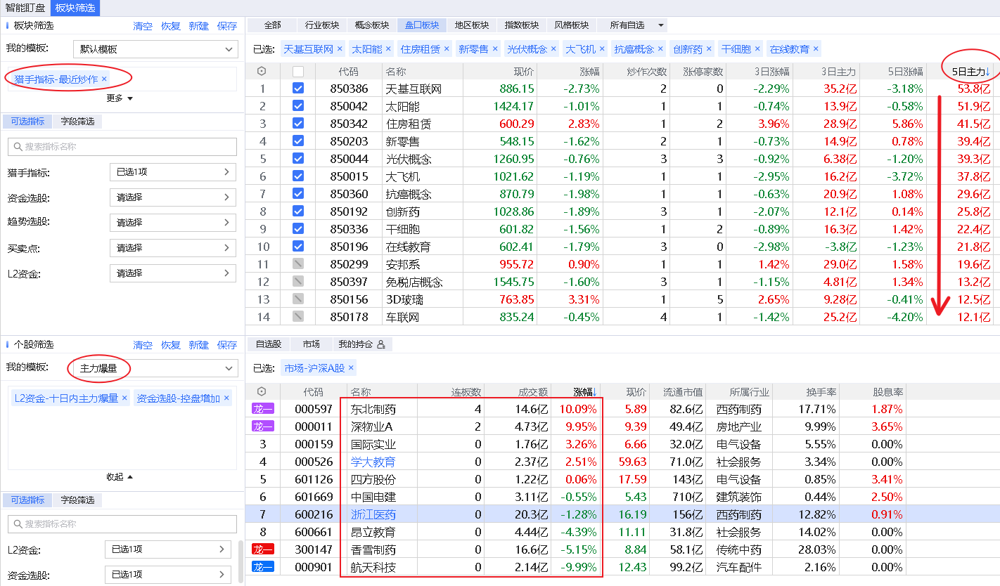 智能盯盘 板块筛选
板块筛选 清空 恢复 新建 保存
我的模板: 默认模板
猎手指标-最近炒作 ×
更多
可选指标 字段筛选
搜索指标名称
猎手指标: 已选1项
资金选股: 请选择
趋势选股: 请选择
买卖点: 请选择
L2资金: 请选择
全部 行业板块 概念板块 盘口板块 地区板块 指数板块 风格板块 所有自选
已选: 天基互联网 × 太阳能 × 住房租赁 × 新零售 × 光伏概念 × 大飞机 × 抗癌概念 × 创新药 × 干细胞 × 在线教育 ×
代码 名称 现价 涨幅 炒作次数 涨停家数 3日涨幅 3日主力 5日涨幅 5日主力↓
1 850386 天基互联网 886.15 -2.73% 2 0 -2.29% 35.2亿 -3.18% 53.8亿
2 850042 太阳能 1424.17 -1.01% 1 1 -0.74% 13.9亿 -0.58% 51.9亿
3 850342 住房租赁 600.29 2.83% 1 2 3.96% 28.9亿 5.86% 41.5亿
4 850203 新零售 548.15 -1.62% 2 1 -0.73% 14.9亿 0.78% 39.4亿
5 850044 光伏概念 1260.95 -0.76% 3 3 -0.92% 6.38亿 -1.20% 39.3亿
6 850015 大飞机 1021.62 -1.19% 1 1 -2.95% 16.2亿 -3.72% 37.8亿
7 850360 抗癌概念 870.79 -1.98% 1 1 -0.63% 20.9亿 1.08% 29.6亿
8 850192 创新药 1028.86 -1.89% 3 1 -2.07% 12.1亿 0.14% 25.8亿
9 850336 干细胞 601.82 -1.56% 1 2 -0.89% 16.3亿 1.42% 22.4亿
10 850196 在线教育 602.41 -1.79% 3 0 -2.98% -3.8亿 -1.23% 21.8亿
11 850299 安邦系 955.72 0.90% 1 1 1.42% 29.0亿 1.58% 19.6亿
12 850397 免税店概念 1545.75 -1.60% 3 1 -1.15% 4.81亿 1.34% 13.2亿
13 850156 3D玻璃 763.85 3.31% 1 5 2.65% 9.28亿 -0.41% 12.5亿
14 850178 车联网 835.24 -0.45% 4 1 -1.42% 25.2亿 -4.20% 12.1亿
个股筛选 清空 恢复 新建 保存
我的模板: 主力爆量
L2资金-十日内主力爆量 × 资金选股-控盘增加 ×
收起
可选指标 字段筛选
搜索指标名称
L2资金: 已选1项
资金选股: 已选1项
自选股 市场 我的持仓
已选: 市场-沪深A股 ×
代码 名称 连板数 成交额 涨幅↓ 现价 流通市值 所属行业 换手率 股息率
龙一 000597 东北制药 4 14.6亿 10.09% 5.89 82.6亿 西药制药 17.71% 1.87%
龙一 000011 深物业A 2 4.73亿 9.95% 9.39 49.4亿 房地产业 9.99% 3.65%
3 000159 国际实业 0 1.76亿 3.26% 6.66 32.0亿 电气设备 5.55% 0.00%
4 000526 学大教育 0 2.37亿 2.51% 59.63 71.0亿 社会服务 3.34% 0.00%
5 601126 四方股份 0 1.22亿 0.06% 17.59 143亿 电气设备 0.85% 3.41%
6 601669 中国电建 0 3.11亿 -0.55% 5.43 710亿 建筑装饰 0.44% 2.50%
7 600216 浙江医药 0 20.3亿 -1.28% 16.19 156亿 西药制药 12.82% 0.91%
8 600661 昂立教育 0 4.44亿 -4.39% 11.11 31.8亿 社会服务 14.02% 0.00%
龙一 300147 香雪制药 0 16.6亿 -5.15% 8.84 58.1亿 传统中药 28.03% 0.00%
龙一 000901 航天科技 0 2.14亿 -9.99% 12.43 99.2亿 汽车配件 2.16% 0.00%